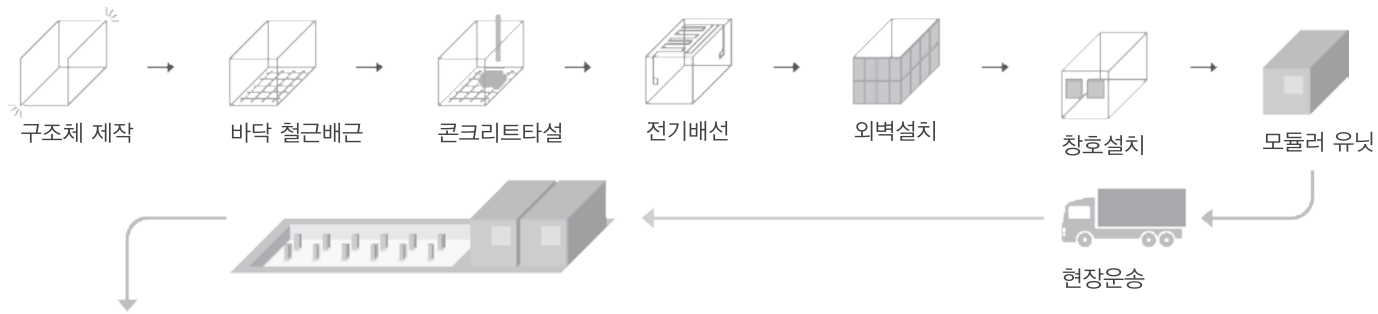 구조체 제작
바닥 철근배근
콘크리트타설
전기배선
외벽설치
창호설치
모듈러 유닛
현장운송